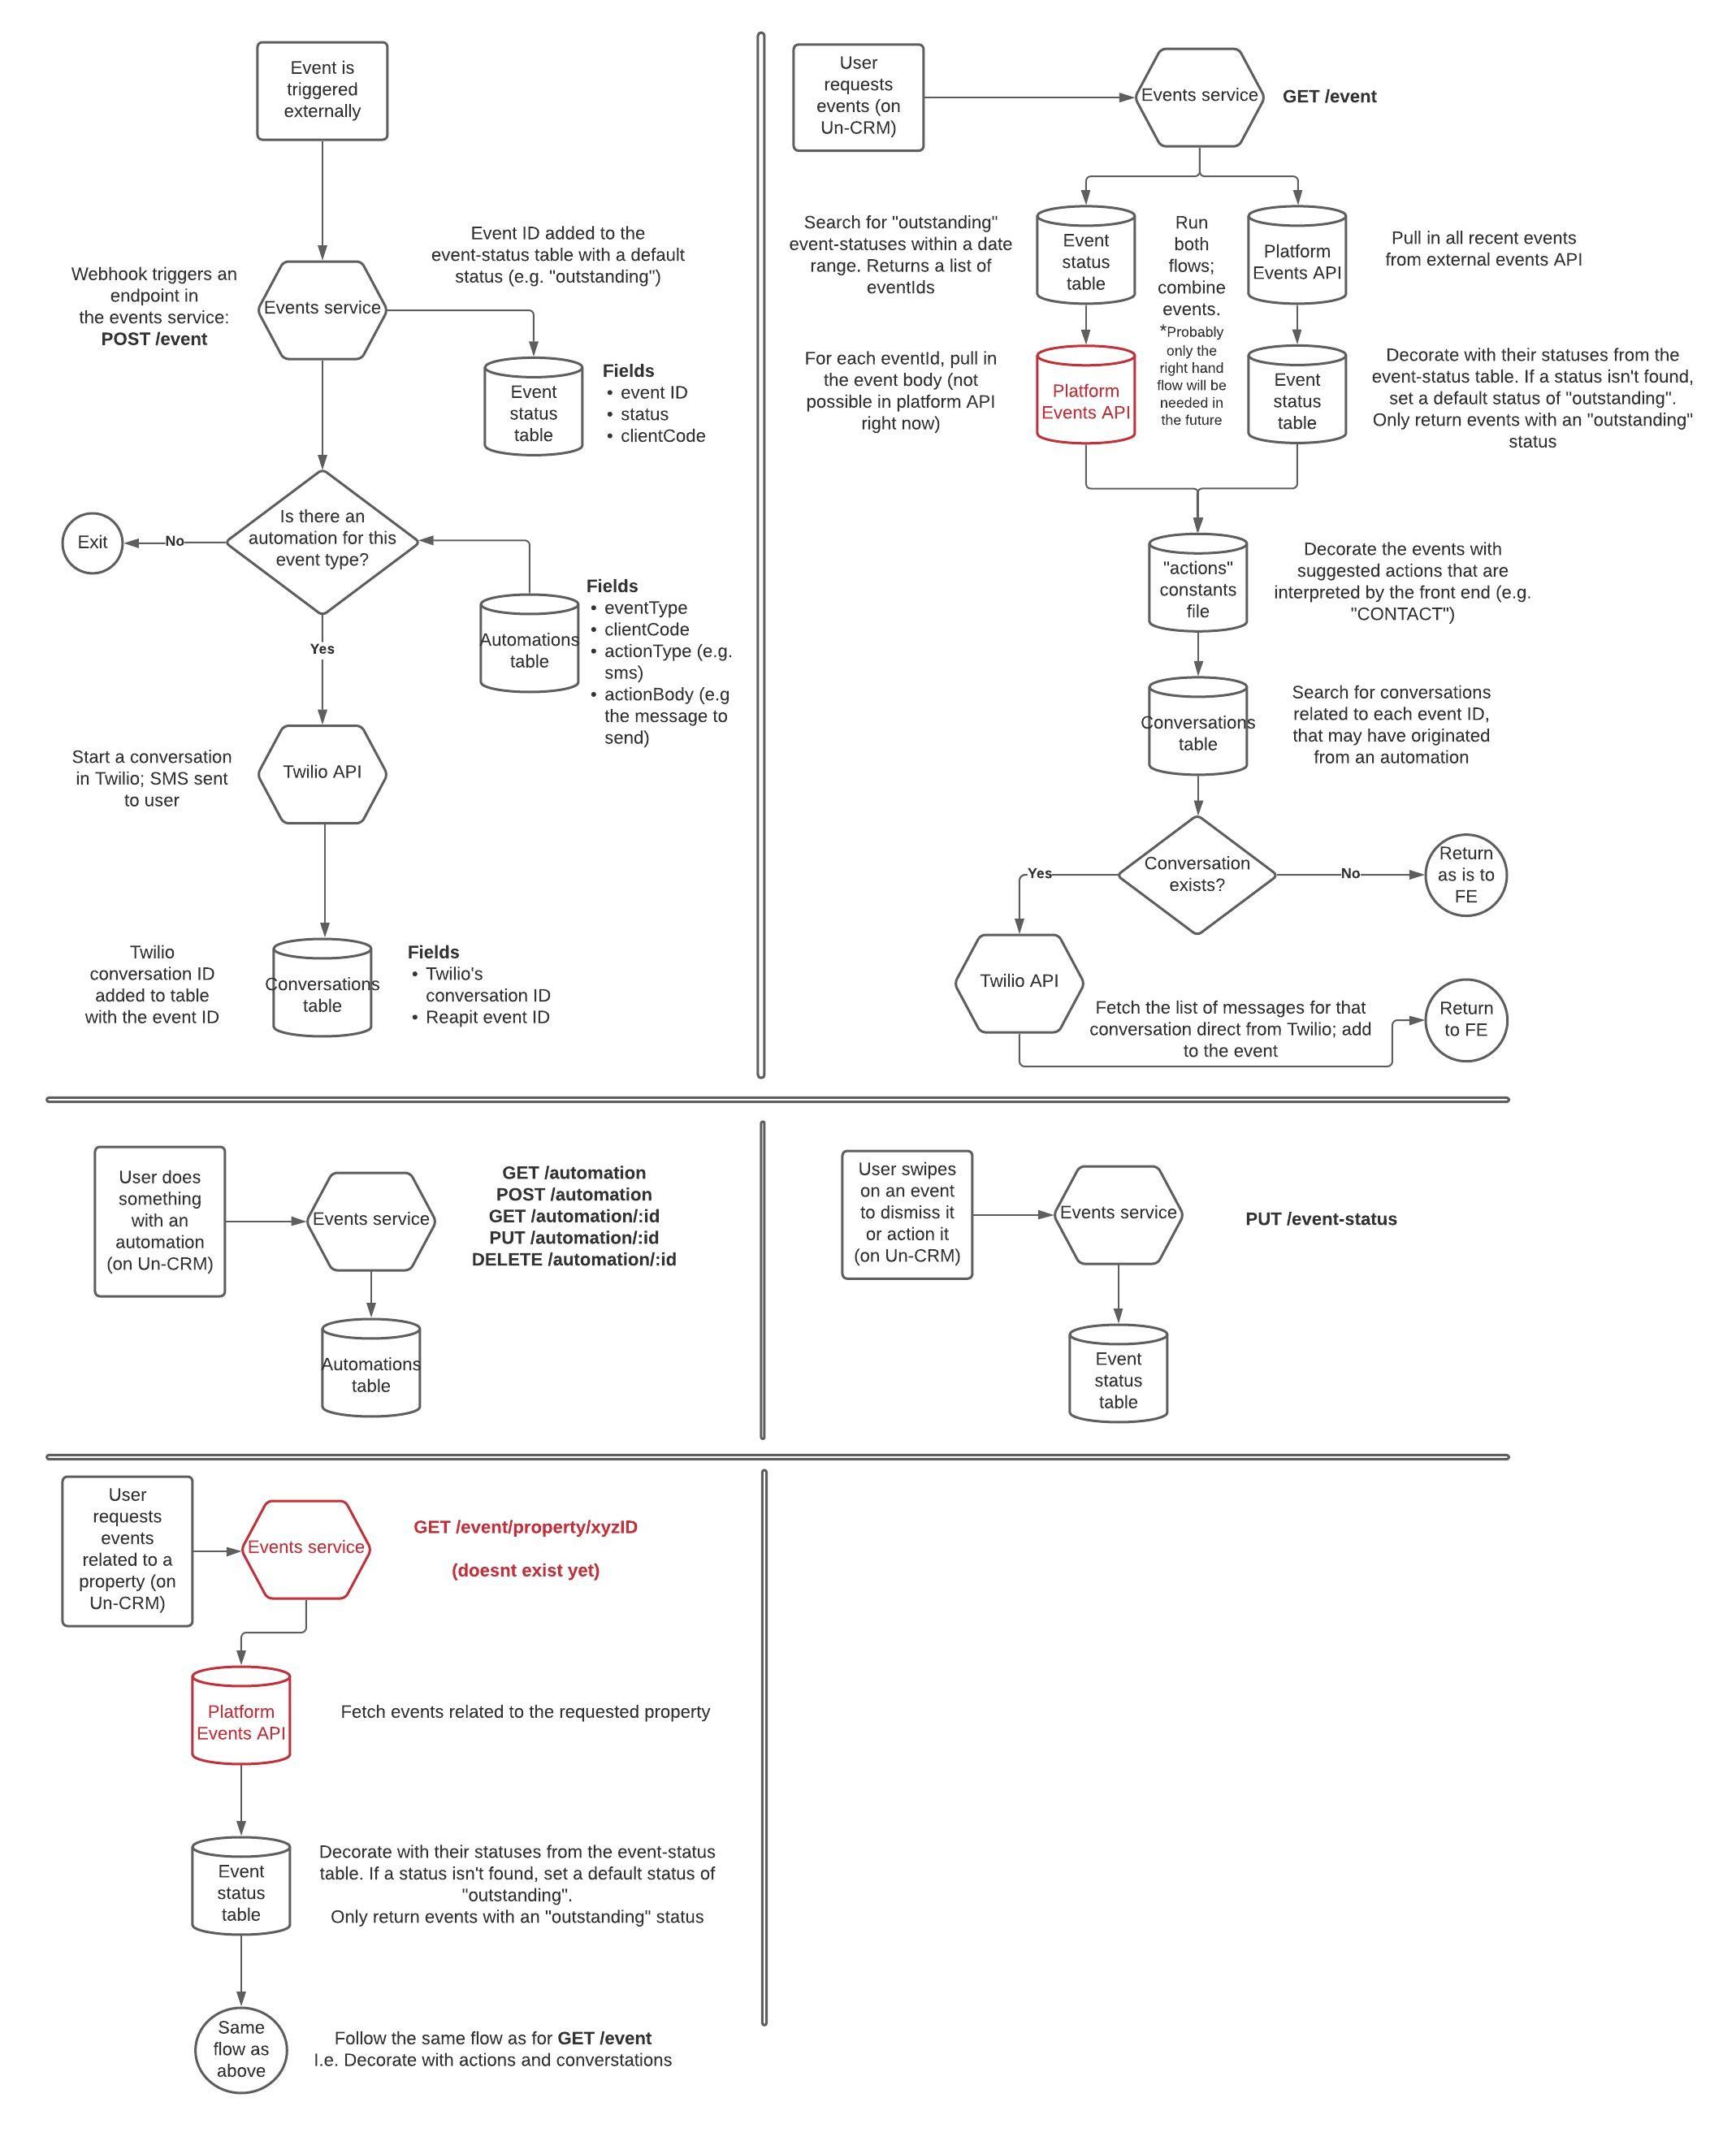 Event is
triggered
externally
Webhook triggers an
endpoint in
the events service:
POST /event
Events service
Event ID added to the
event-status table with a default
status (e.g. "outstanding")
Event
status
table
Fields
• event ID
• status
• clientCode
Is there an
automation for this
event type?
No
Exit
Automations
table
Fields
• eventType
• clientCode
• actionType (e.g.
sms)
• actionBody (e.g
the message to
send)
Yes
Start a conversation
in Twilio; SMS sent
to user
Twilio API
Twilio
conversation ID
added to table
with the event ID
Conversations
table
Fields
• Twilio's
conversation ID
• Reapit event ID
User
requests
events (on
Un-CRM)
Events service
GET /event
Search for "outstanding"
event-statuses within a date
range. Returns a list of
eventIds
Event
status
table
Run
both
flows;
combine
events.
*Probably
only the
right hand
flow will be
needed in
the future
Platform
Events API
Pull in all recent events
from external events API
For each eventId, pull in
the event body (not
possible in platform API
right now)
Platform
Events API
Event
status
table
Decorate with their statuses from the
event-status table. If a status isn't found,
set a default status of "outstanding".
Only return events with an "outstanding"
status
"actions"
constants
file
Decorate the events with
suggested actions that are
interpreted by the front end (e.g.
"CONTACT")
Conversations
table
Search for conversations
related to each event ID,
that may have originated
from an automation
Conversation
exists?
Yes
No
Return
as is to
FE
Twilio API
Fetch the list of messages for that
conversation direct from Twilio; add
to the event
Return
to FE
User does
something
with an
automation
(on Un-CRM)
Events service
GET /automation
POST /automation
GET /automation/:id
PUT /automation/:id
DELETE /automation/:id
Automations
table
User swipes
on an event
to dismiss it
or action it
(on Un-CRM)
Events service
PUT /event-status
Event
status
table
User
requests
events
related to a
property (on
Un-CRM)
Events service
GET /event/property/xyzID
(doesnt exist yet)
Platform
Events API
Fetch events related to the requested property
Event
status
table
Decorate with their statuses from the event-status
table. If a status isn't found, set a default status of
"outstanding".
Only return events with an "outstanding" status
Same
flow as
above
Follow the same flow as for GET /event
I.e. Decorate with actions and converstations